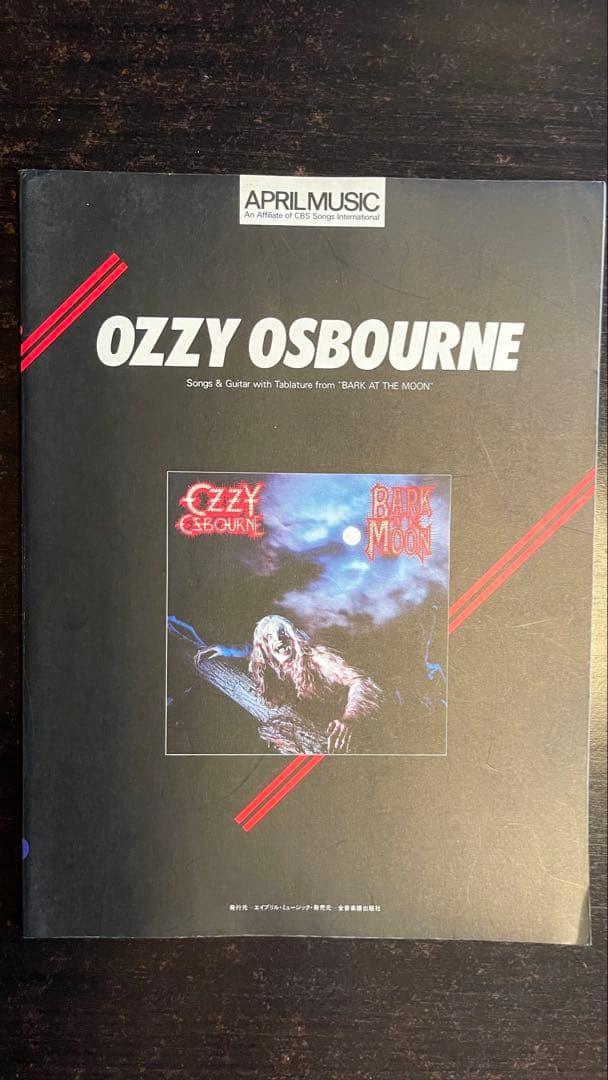 APRIL MUSIC
An Affiliate of CBS Songs International
OZZY OSBOURNE
Songs & Guitar with Tablature from "BARK AT THE MOON"
OZZY
OSBOURNE
BARK
AT THE
MOON
発行元—エイプリル・ミュージック・発売元—全音楽譜出版社